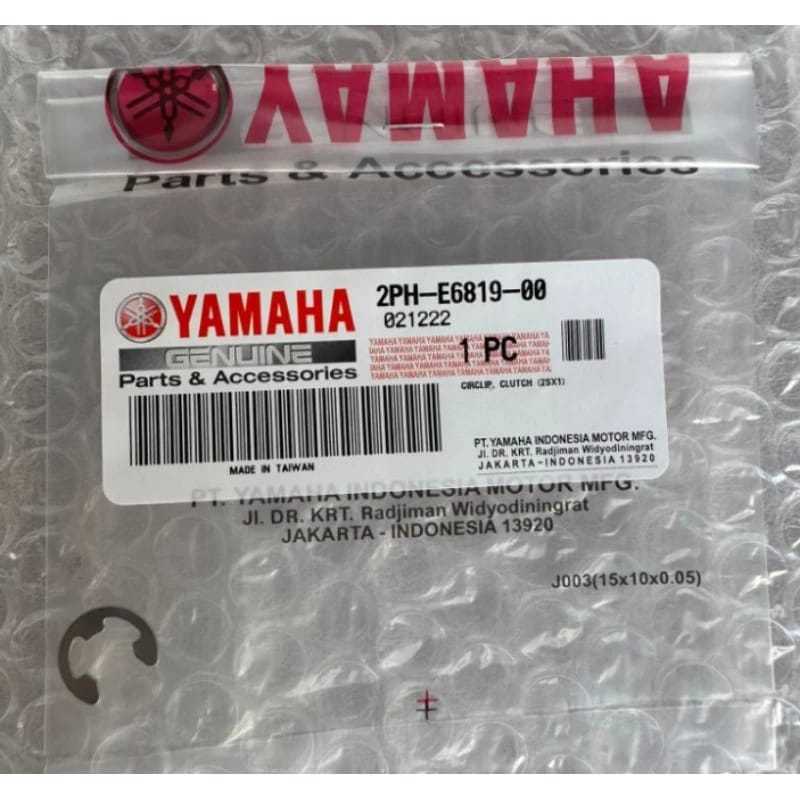 YAMAHA
Parts & Accessories
YAMAHA
GENUINE
Parts & Accessories
2PH-E6819-00
021222
1 PC
CIRCLIP, CLUTCH (2SX1)
MADE IN TAIWAN
PT. YAMAHA INDONESIA MOTOR MFG.
Jl. DR. KRT. Radjiman Widyodiningrat
JAKARTA-INDONESIA 13920
PT. YAMAHA INDONESIA MOTOR MFG.
Jl. DR. KRT. Radjiman Widyodiningrat
JAKARTA - INDONESIA 13920
J003(15x10x0.05)